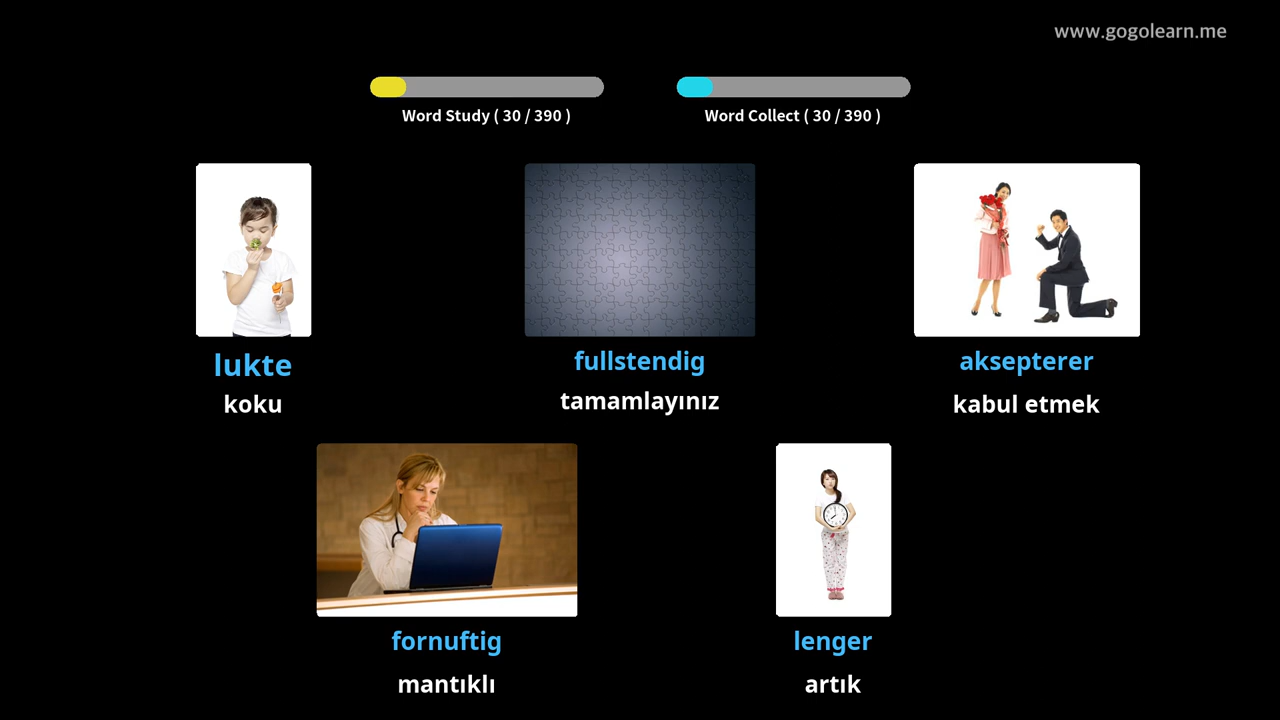 www.gogolearn.me
Word Study ( 30 / 390 )
Word Collect ( 30 / 390 )
lukte
koku
fullstendig
tamamlayınız
aksepterer
kabul etmek
fornuftig
mantıklı
lenger
artık